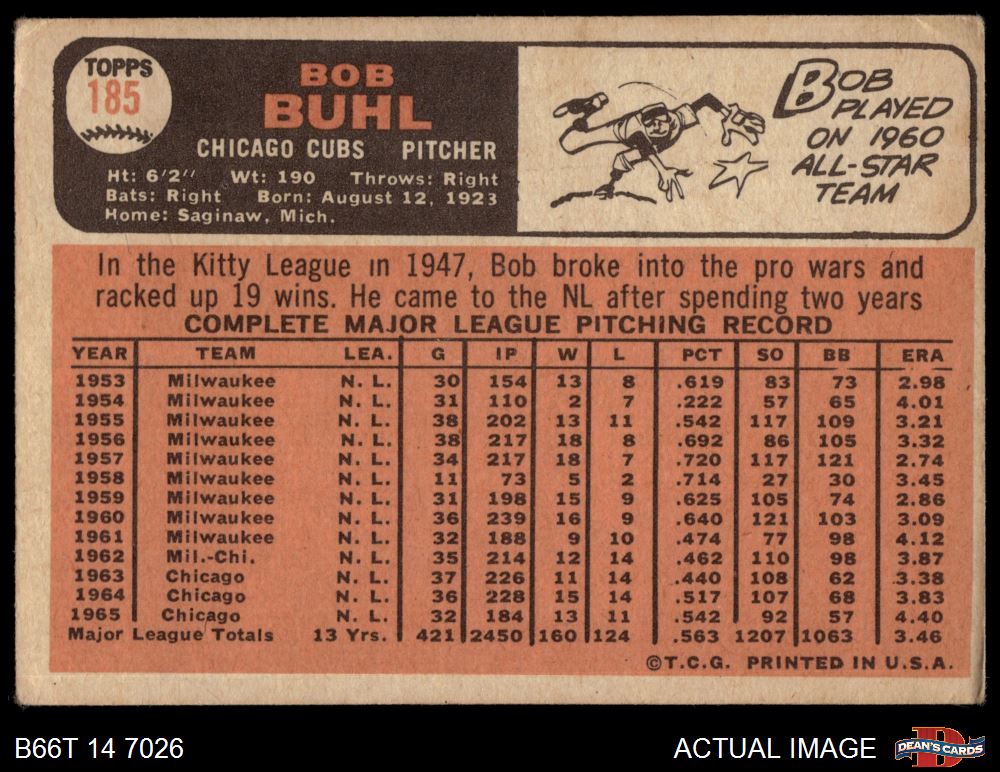 TOPPS
185
BOB
BUHL
CHICAGO CUBS PITCHER
Ht: 6'2'' Wt: 190 Throws: Right
Bats: Right Born: August 12, 1923
Home: Saginaw, Mich.
BOB
PLAYED
ON 1960
ALL-STAR
TEAM
In the Kitty League in 1947, Bob broke into the pro wars and
racked up 19 wins. He came to the NL after spending two years
COMPLETE MAJOR LEAGUE PITCHING RECORD
YEAR TEAM LEA. G IP W L PCT SO BB ERA
1953 Milwaukee N. L. 30 154 13 8 .619 83 73 2.98
1954 Milwaukee N. L. 31 110 2 7 .222 57 65 4.01
1955 Milwaukee N. L. 38 202 13 11 .542 117 109 3.21
1956 Milwaukee N. L. 38 217 18 8 .692 86 105 3.32
1957 Milwaukee N. L. 34 217 18 7 .720 117 121 2.74
1958 Milwaukee N. L. 11 73 5 2 .714 27 30 3.45
1959 Milwaukee N. L. 31 198 15 9 .625 105 74 2.86
1960 Milwaukee N. L. 36 239 16 9 .640 121 103 3.09
1961 Milwaukee N. L. 32 188 9 10 .474 77 98 4.12
1962 Mil.-Chi. N. L. 35 214 12 14 .462 110 98 3.87
1963 Chicago N. L. 37 226 11 14 .440 108 62 3.38
1964 Chicago N. L. 36 228 15 14 .517 107 68 3.83
1965 Chicago N. L. 32 184 13 11 .542 92 57 4.40
Major League Totals 13 Yrs. 421 2450 160 124 .563 1207 1063 3.46
©T.C.G. PRINTED IN U.S.A.
B66T 14 7026
ACTUAL IMAGE
D
DEAN'S CARDS